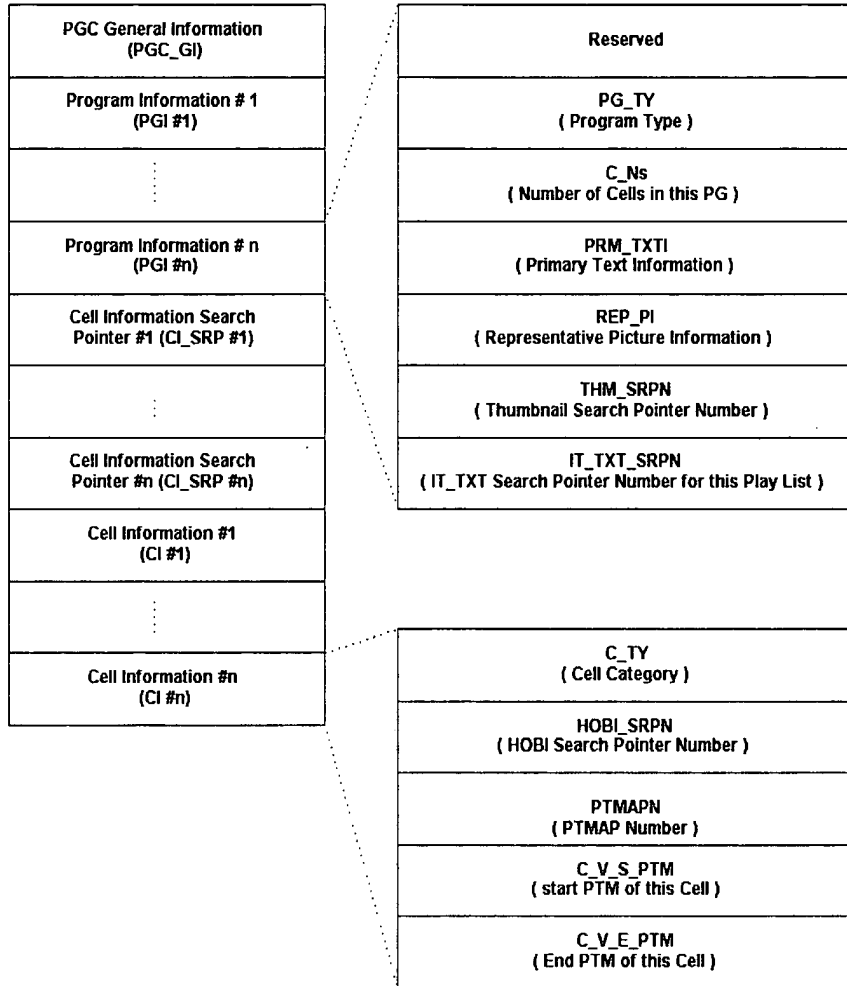 PGC General Information
(PGC_GI)
Program Information # 1
(PGI #1)
Program Information # n
(PGI #n)
Cell Information Search
Pointer #1 (CI_SRP #1)
Cell Information Search
Pointer #n (CI_SRP #n)
Cell Information #1
(CI #1)
Cell Information #n
(CI #n)
Reserved
PG_TY
( Program Type )
C_Ns
( Number of Cells in this PG )
PRM_TXTI
( Primary Text Information )
REP_PI
( Representative Picture Information )
THM_SRPN
( Thumbnail Search Pointer Number )
IT_TXT_SRPN
( IT_TXT Search Pointer Number for this Play List )
C_TY
( Cell Category )
HOBI_SRPN
( HOBI Search Pointer Number )
PTMAPN
( PTMAP Number )
C_V_S_PTM
( start PTM of this Cell )
C_V_E_PTM
( End PTM of this Cell )